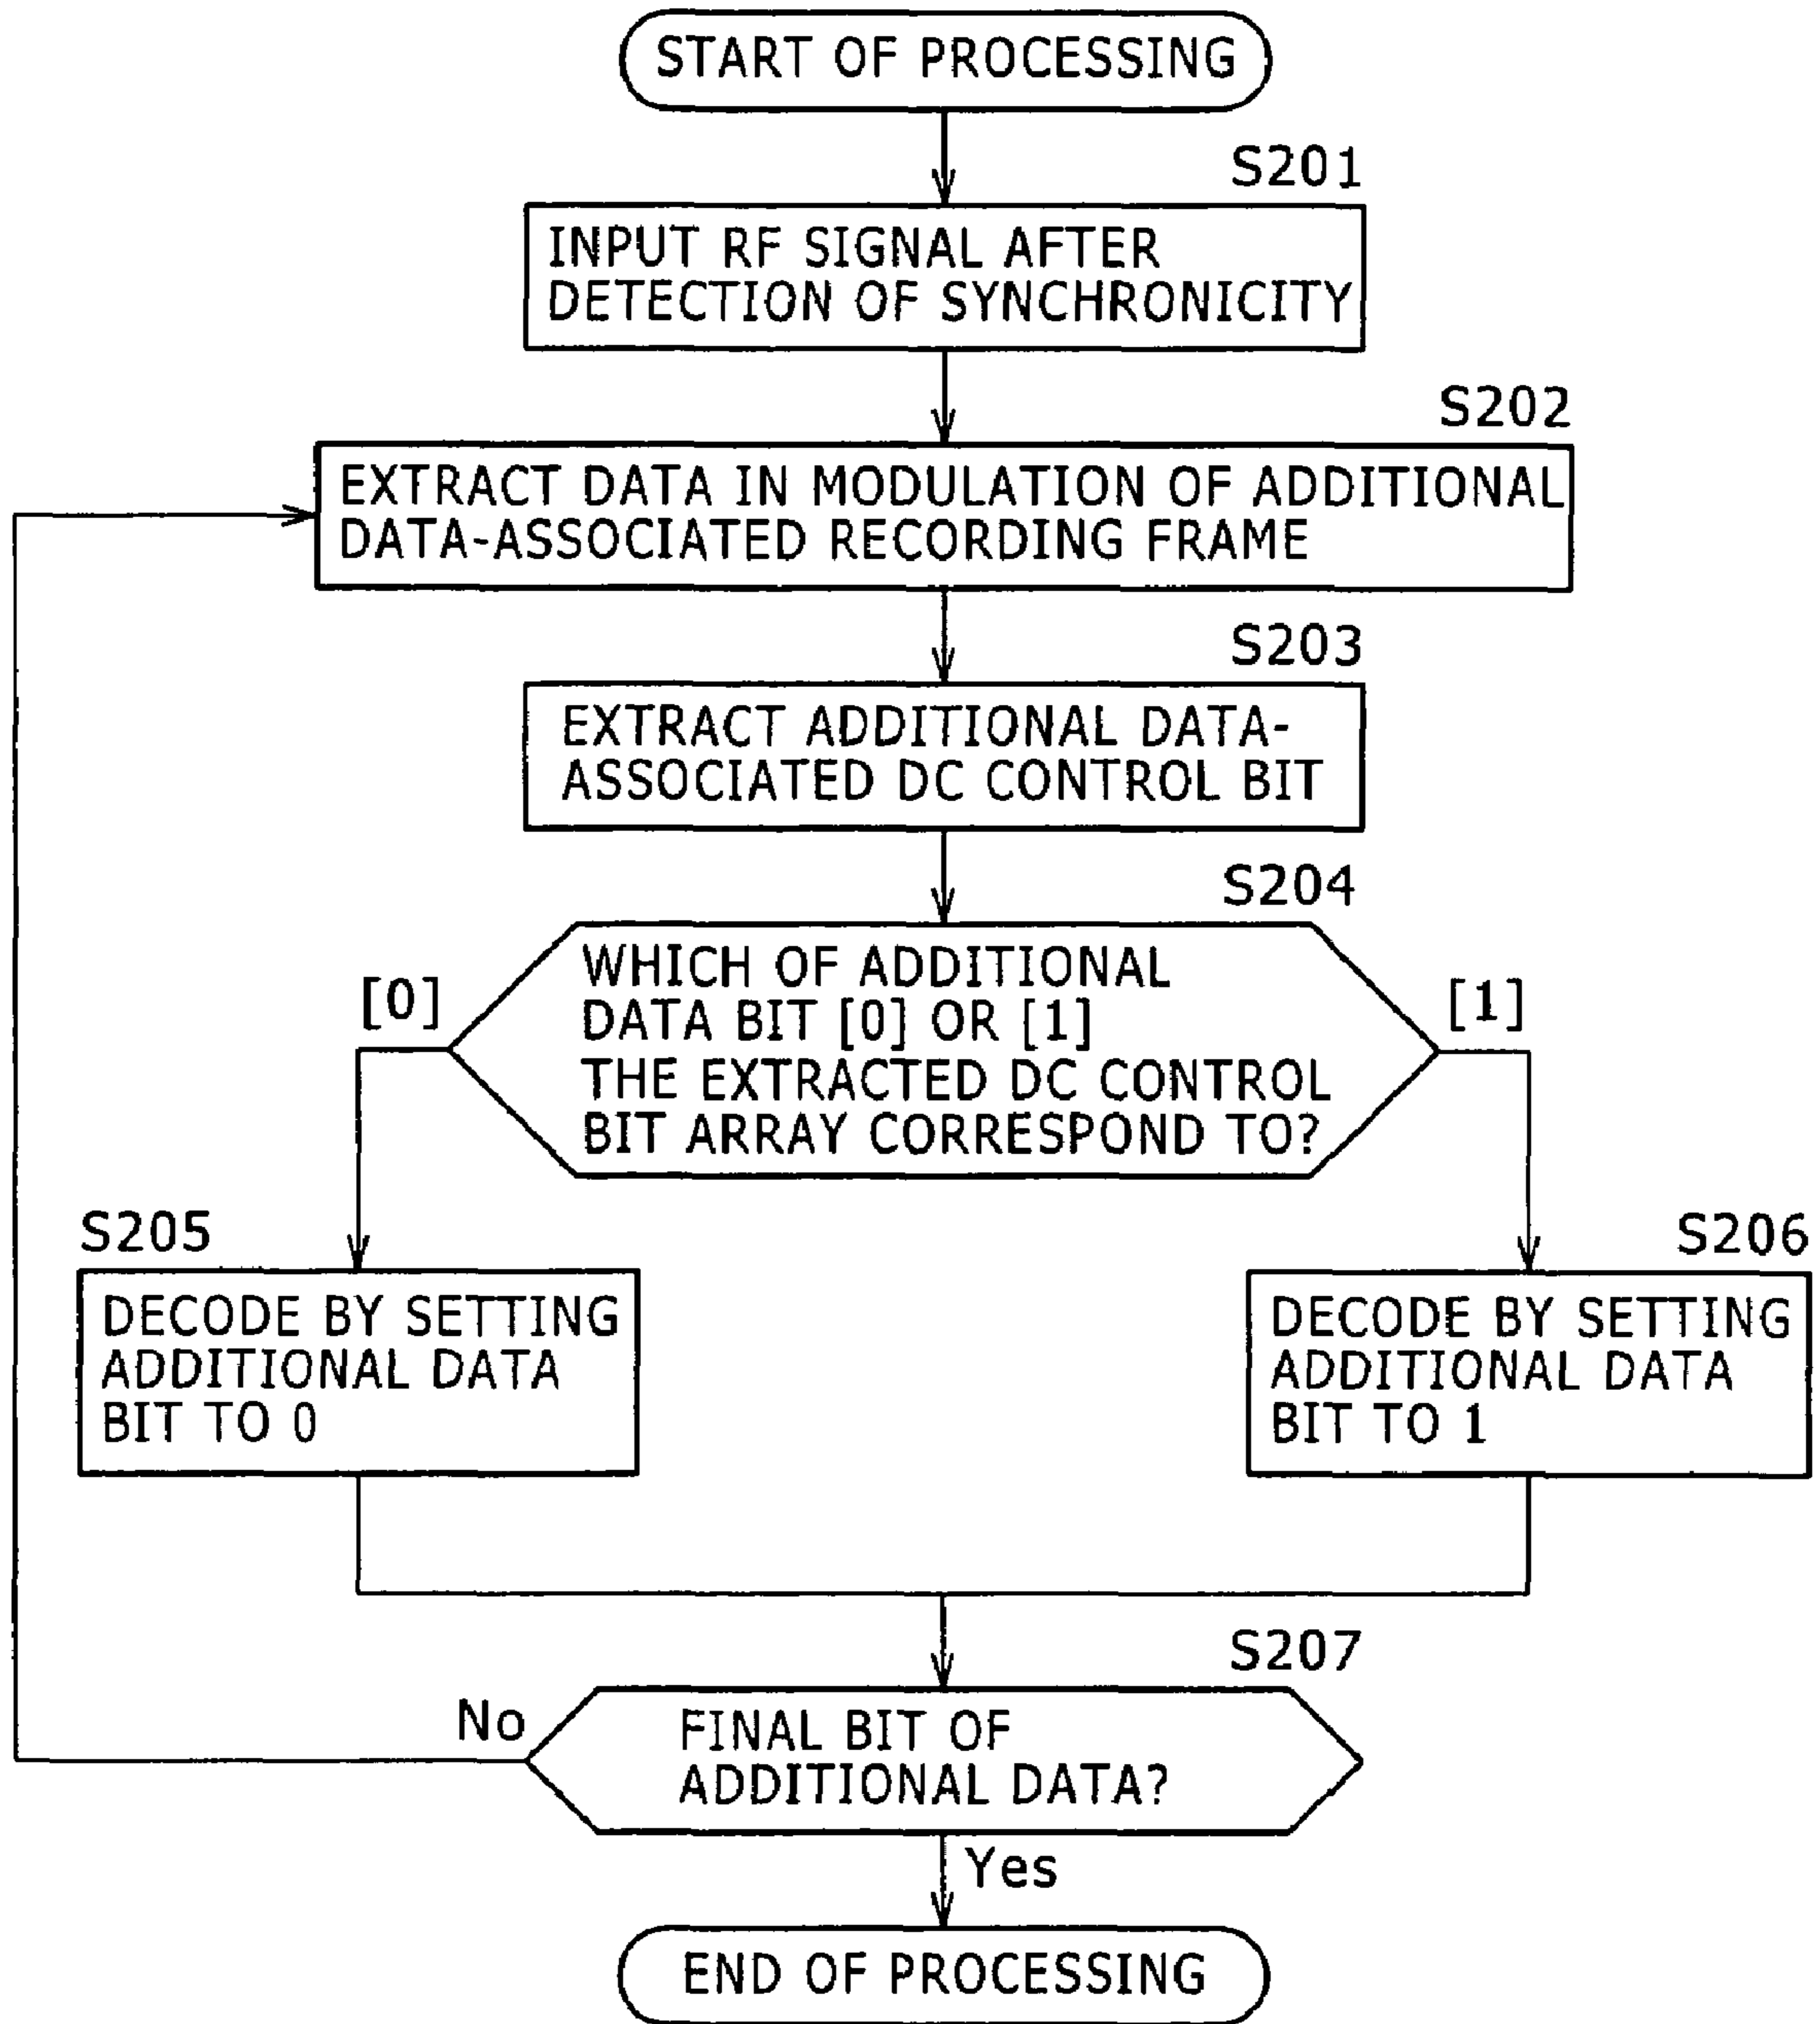 START OF PROCESSING
S201
INPUT RF SIGNAL AFTER
DETECTION OF SYNCHRONICITY
S202
EXTRACT DATA IN MODULATION OF ADDITIONAL
DATA-ASSOCIATED RECORDING FRAME
S203
EXTRACT ADDITIONAL DATA-
ASSOCIATED DC CONTROL BIT
S204
WHICH OF ADDITIONAL
DATA BIT [0] OR [1]
THE EXTRACTED DC CONTROL
BIT ARRAY CORRESPOND TO?
[0]
[1]
S205
DECODE BY SETTING
ADDITIONAL DATA
BIT TO 0
S206
DECODE BY SETTING
ADDITIONAL DATA
BIT TO 1
S207
FINAL BIT OF
ADDITIONAL DATA?
No
Yes
END OF PROCESSING